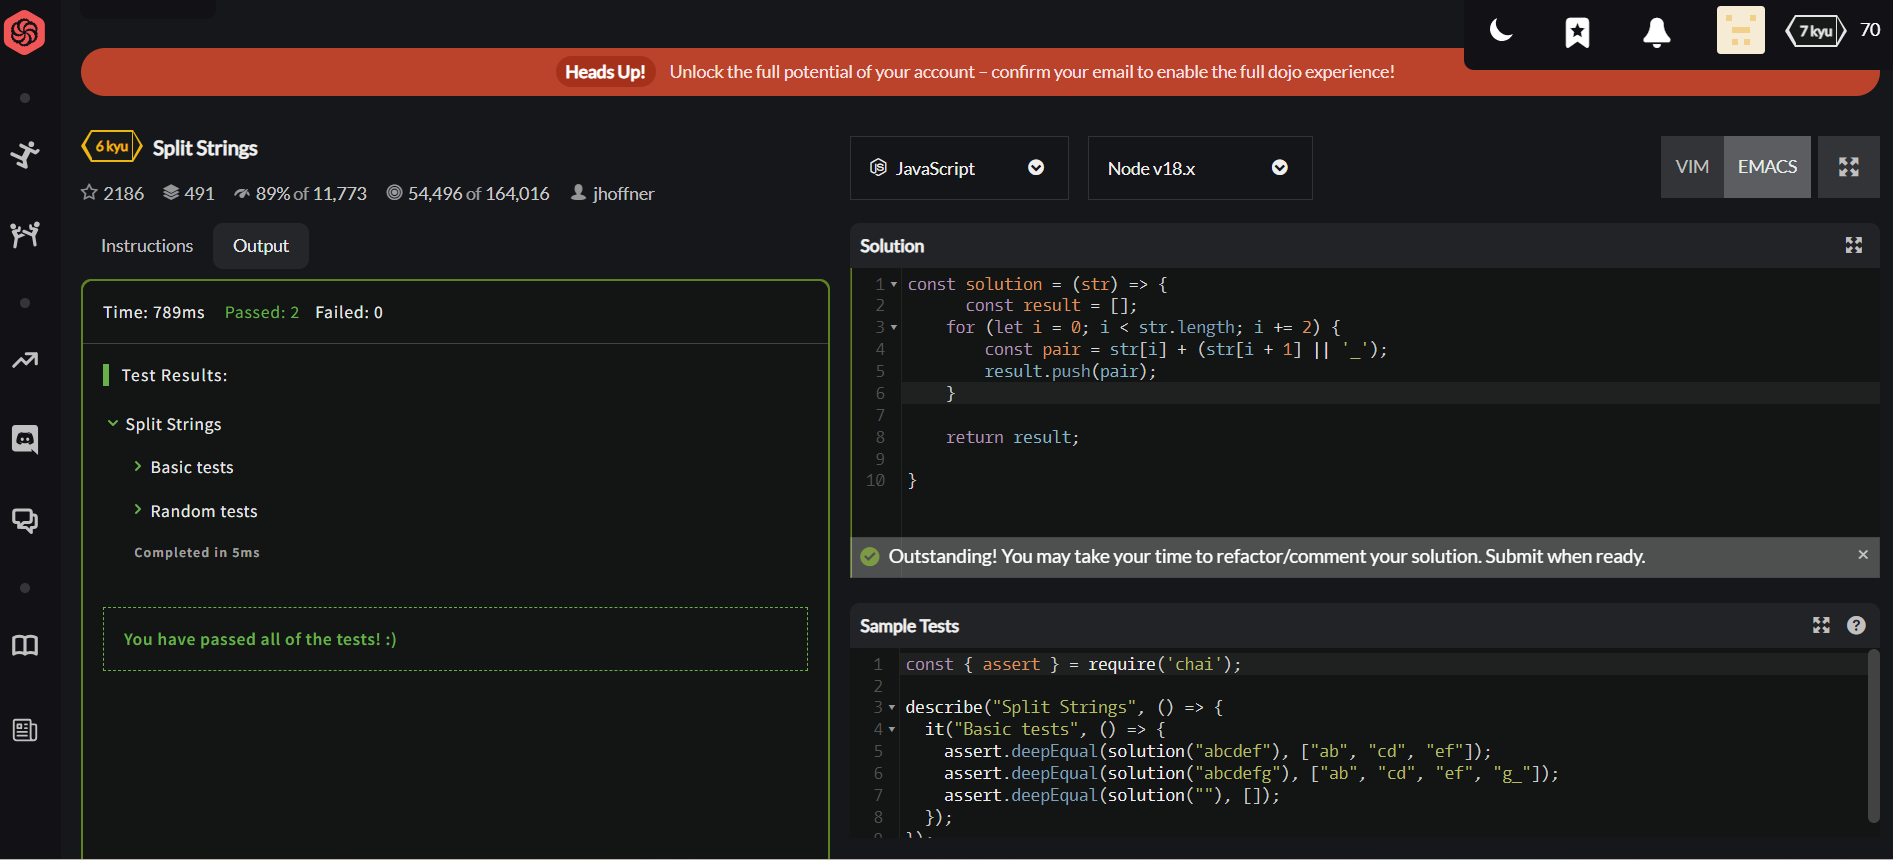 7 kyu 70
Heads Up! Unlock the full potential of your account – confirm your email to enable the full dojo experience!
6 kyu Split Strings
2186 491 89% of 11,773 54,496 of 164,016 jhoffner
Instructions Output
Time: 789ms Passed: 2 Failed: 0
Test Results:
Split Strings
Basic tests
Random tests
Completed in 5ms
You have passed all of the tests! :)
JavaScript Node v18.x VIM EMACS
Solution
1 const solution = (str) => {
2       const result = [];
3     for (let i = 0; i < str.length; i += 2) {
4         const pair = str[i] + (str[i + 1] || '_');
5         result.push(pair);
6     }
7
8     return result;
9
10 }
Outstanding! You may take your time to refactor/comment your solution. Submit when ready. ×
Sample Tests ?
1 const { assert } = require('chai');
2
3 describe("Split Strings", () => {
4   it("Basic tests", () => {
5     assert.deepEqual(solution("abcdef"), ["ab", "cd", "ef"]);
6     assert.deepEqual(solution("abcdefg"), ["ab", "cd", "ef", "g_"]);
7     assert.deepEqual(solution(""), []);
8   });
9 });